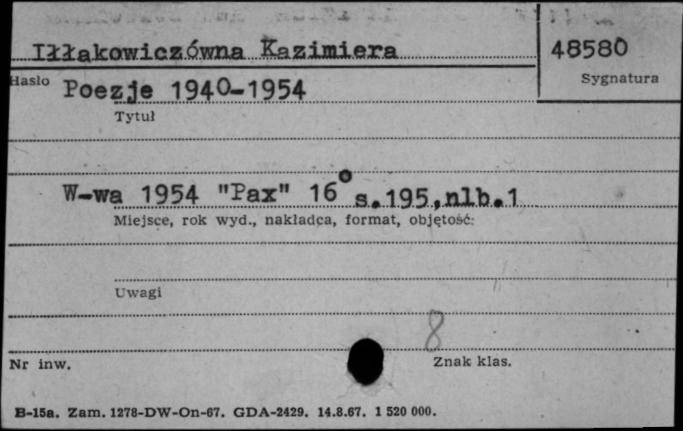 Iłłakowiczówna Kazimiera
48580
Hasło
Sygnatura
Poezje 1940-1954
Tytuł
W-wa 1954 "Pax" 16° s.195,nlb.1
Miejsce, rok wyd., nakładca, format, objętość:
Uwagi
8
Nr inw.
Znak klas.
B-15a. Zam. 1278-DW-On-67. GDA-2429. 14.8.67. 1 520 000.